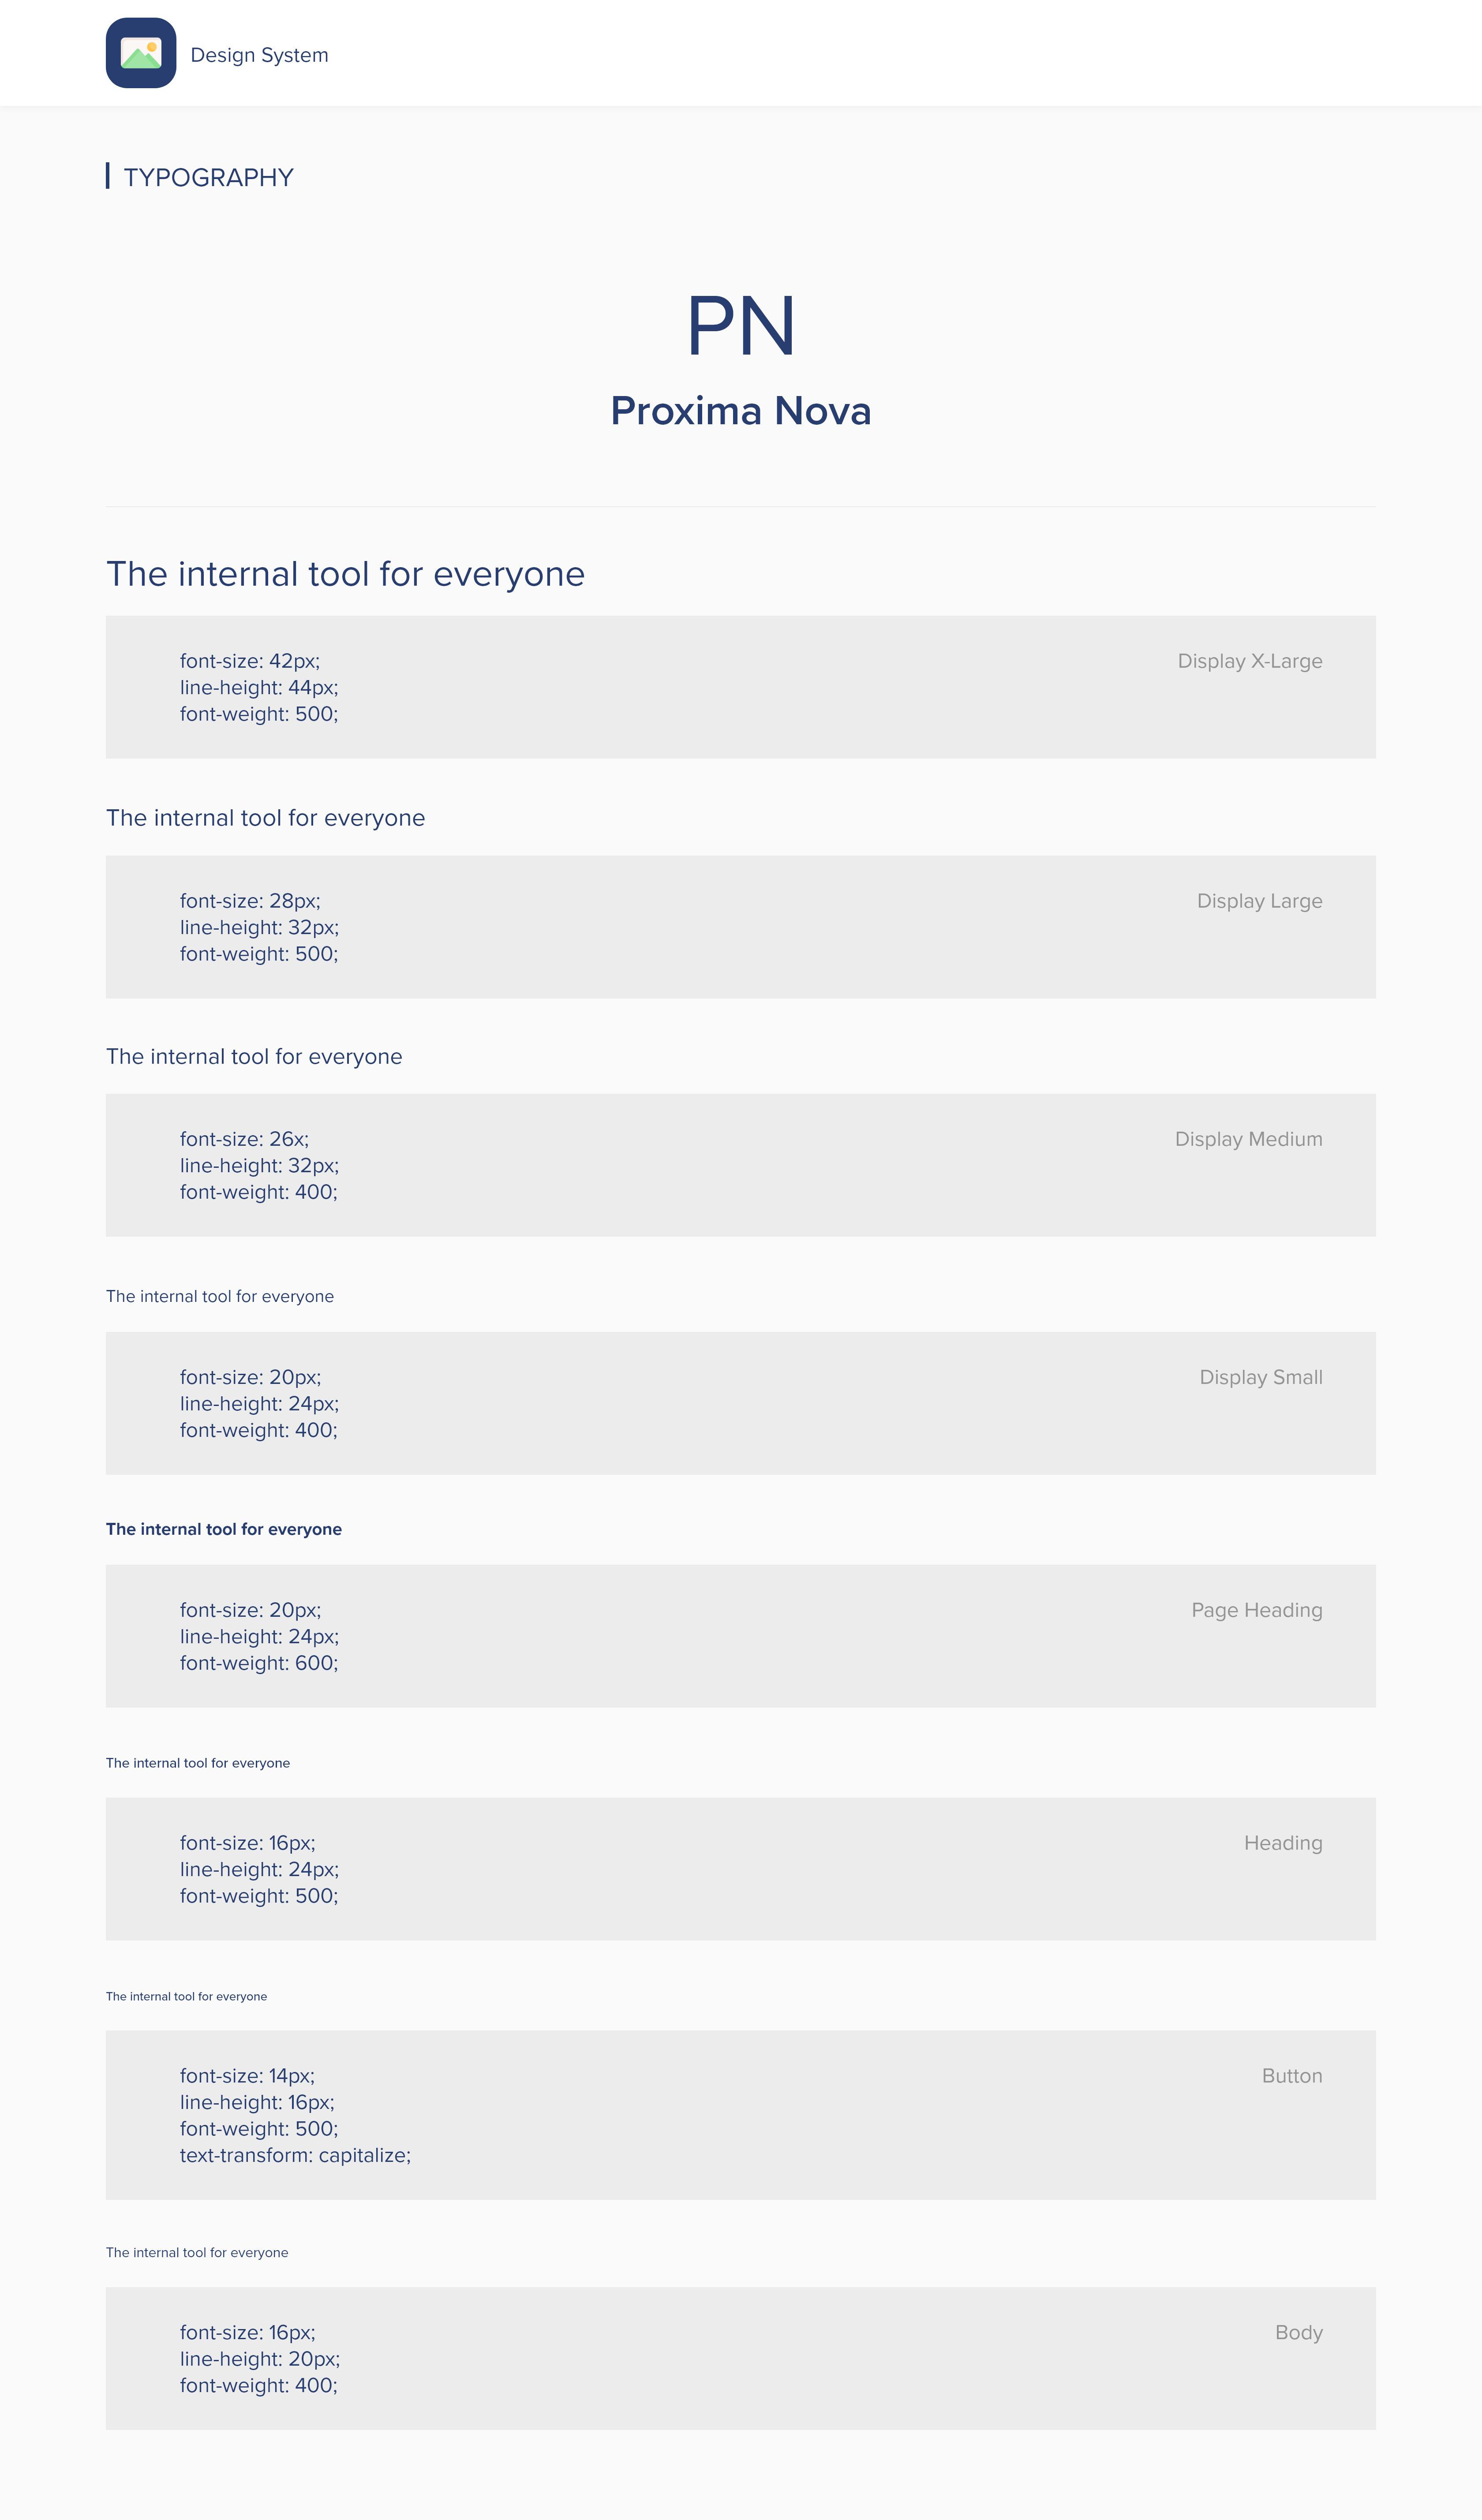 Design System
TYPOGRAPHY
PN
Proxima Nova
The internal tool for everyone
font-size: 42px;
Display X-Large
line-height: 44px;
font-weight: 500;
The internal tool for everyone
font-size: 28px;
Display Large
line-height: 32px;
font-weight: 500;
The internal tool for everyone
font-size: 26x;
Display Medium
line-height: 32px;
font-weight: 400;
The internal tool for everyone
font-size: 20px;
Display Small
line-height: 24px;
font-weight: 400;
The internal tool for everyone
font-size: 20px;
Page Heading
line-height: 24px;
font-weight: 600;
The internal tool for everyone
font-size: 16px;
Heading
line-height: 24px;
font-weight: 500;
The internal tool for everyone
font-size: 14px;
Button
line-height: 16px;
font-weight: 500;
text-transform: capitalize;
The internal tool for everyone
font-size: 16px;
Body
line-height: 20px;
font-weight: 400;